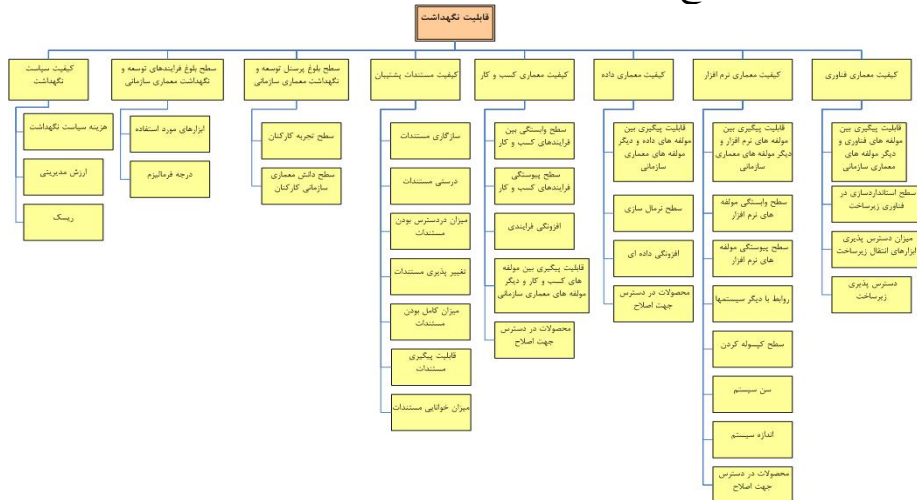 ح
قابلیت نگهداشت
کیفیت معماری فناوری
قابلیت پیگیری بین
مولفه های فناوری و
دیگر مولفه های
معماری سازمانی
سطح استانداردسازی در
فناوری زیرساخت
میزان دسترس پذیری
ابزارهای انتقال زیرساخت
دسترس پذیری
زیرساخت
کیفیت معماری نرم افزار
قابلیت پیگیری بین
مولفه های نرم افزار و
دیگر مولفه های معماری
سازمانی
سطح وابستگی مولفه
های نرم افزار
سطح پیوستگی مولفه
های نرم افزار
روابط با دیگر سیستمها
سطح کپسوله کردن
سن سیستم
اندازه سیستم
محصولات در دسترس
جهت اصلاح
کیفیت معماری داده
قابلیت پیگیری بین
مولفه های داده و دیگر
مولفه های معماری
سازمانی
سطح نرمال سازی
افزونگی داده ای
محصولات در دسترس
جهت اصلاح
کیفیت معماری کسب و کار
سطح وابستگی بین
فرایندهای کسب و کار
سطح پیوستگی
فرایندهای کسب و کار
افزونگی فرایندی
قابلیت پیگیری بین مولفه
های کسب و کار و دیگر
مولفه های معماری سازمانی
محصولات در دسترس
جهت اصلاح
کیفیت مستندات پشتیبان
سازگاری مستندات
درستی مستندات
میزان دردسترس بودن
مستندات
تغییر پذیری مستندات
میزان کامل بودن
مستندات
قابلیت پیگیری
مستندات
میزان خوانایی مستندات
سطح بلوغ پرسنل توسعه و
نگهداشت معماری سازمانی
سطح تجربه کارکنان
سطح دانش معماری
سازمانی کارکنان
سطح بلوغ فرایندهای توسعه و
نگهداشت معماری سازمانی
ابزارهای مورد استفاده
درجه فرمالیزم
کیفیت سیاست
نگهداشت
هزینه سیاست نگهداشت
ارزش مدیریتی
ریسک